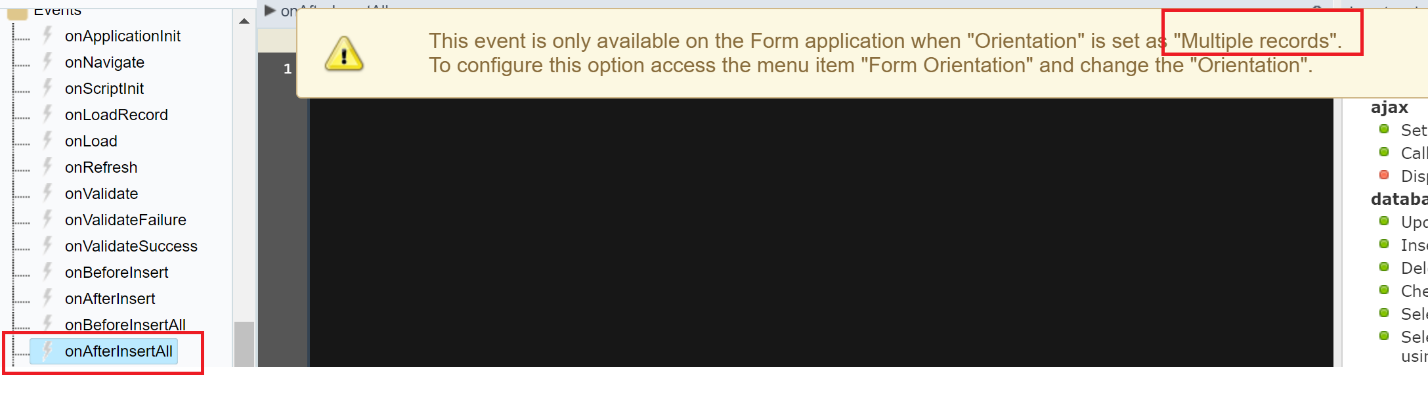 Events
onApplicationInit
onNavigate
onScriptInit
onLoadRecord
onLoad
onRefresh
onValidate
onValidateFailure
onValidateSuccess
onBeforeInsert
onAfterInsert
onBeforeInsertAll
onAfterInsertAll
This event is only available on the Form application when "Orientation" is set as "Multiple records".
To configure this option access the menu item "Form Orientation" and change the "Orientation".
1
ajax
Set
Call